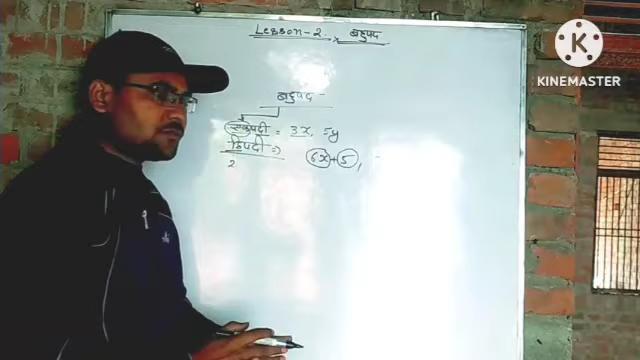 Lesson-2. बहुपद
बहुपद -
एकपदी = 3x, 5y
द्विपदी ⇒ 6x+5,
2
K
KINEMASTER